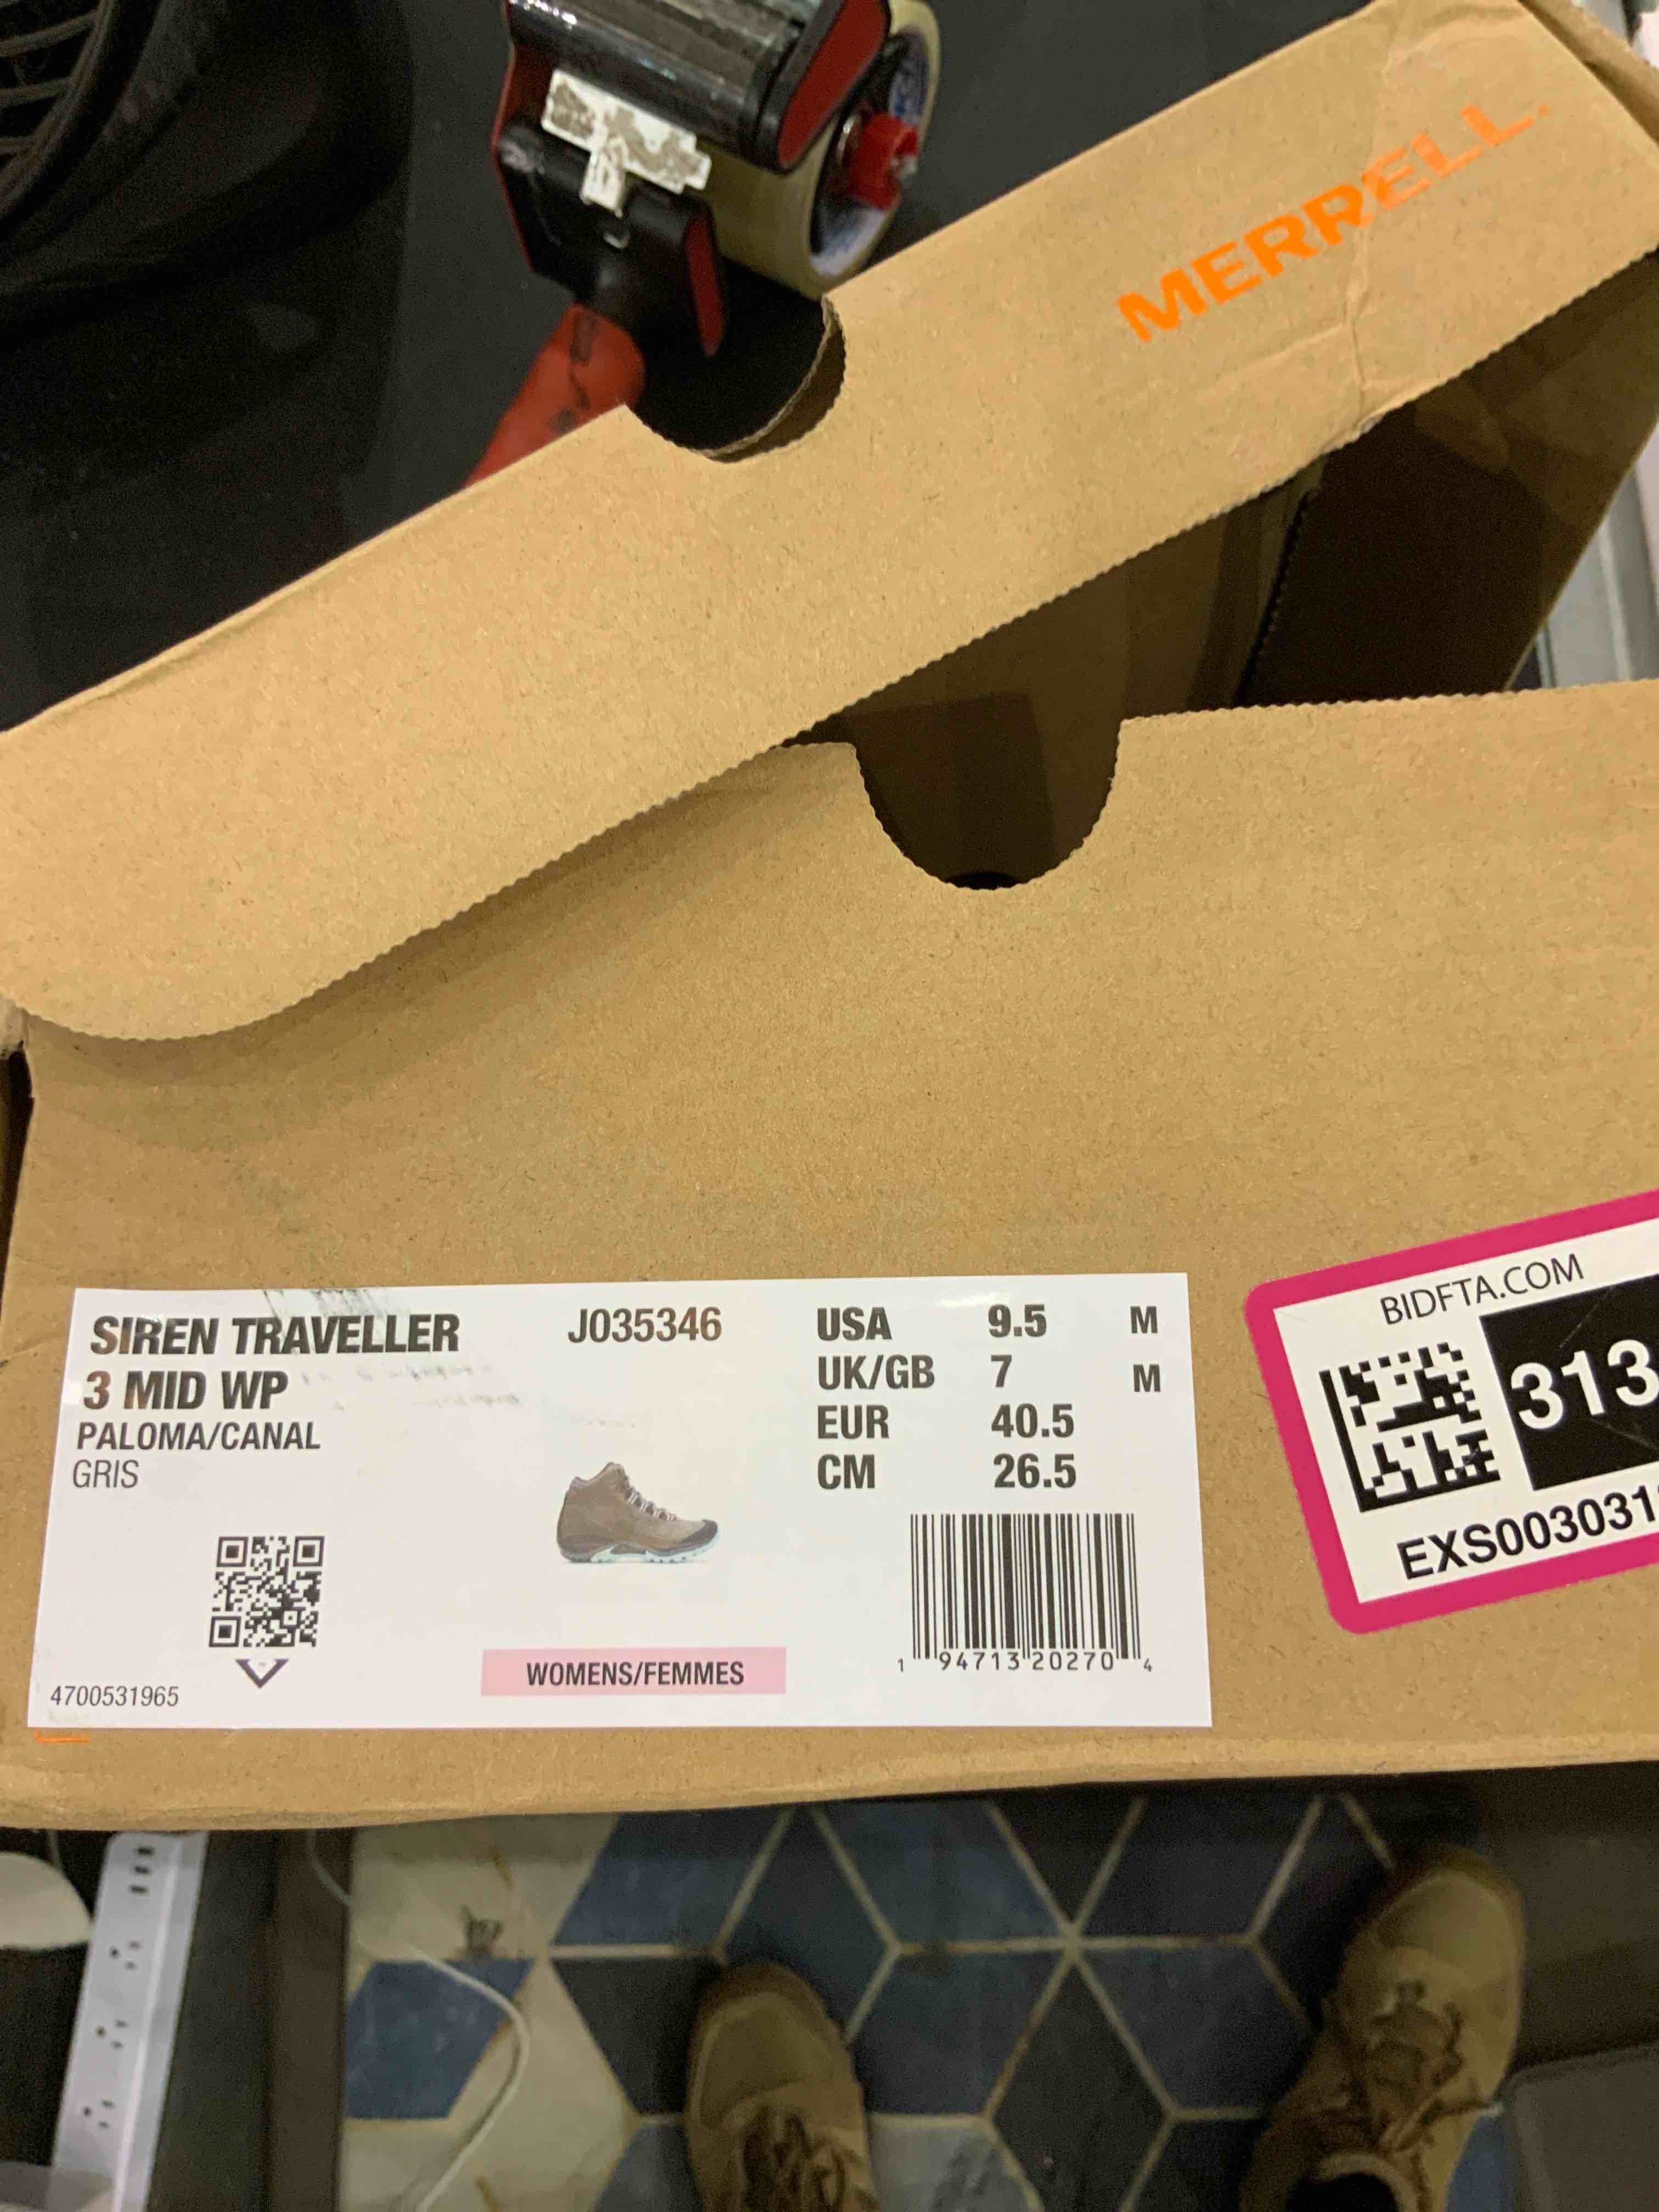 MERRELL
SIREN TRAVELLER
3 MID WP
PALOMA/CANAL
GRIS
4700531965
J035346
WOMENS/FEMMES
USA 9.5 M
UK/GB 7 M
EUR 40.5
CM 26.5
1 94713 20270 4
BIDFTA.COM
313
EXS003031